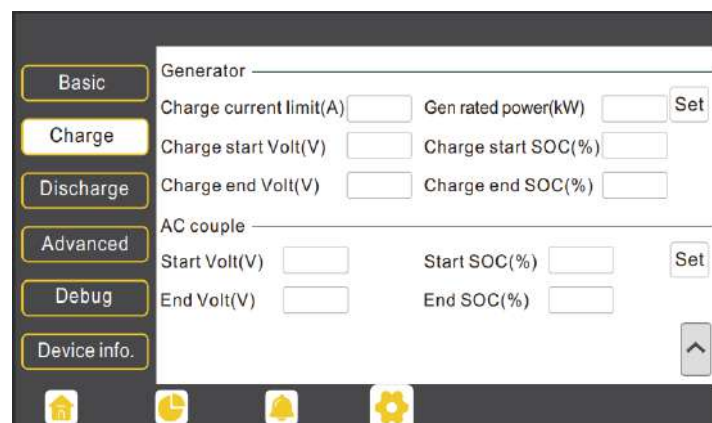 Basic
Charge
Discharge
Advanced
Debug
Device info.
Generator
Charge current limit(A) Gen rated power(kW) Set
Charge start Volt(V) Charge start SOC(%)
Charge end Volt(V) Charge end SOC(%)
AC couple
Start Volt(V) Start SOC(%) Set
End Volt(V) End SOC(%)